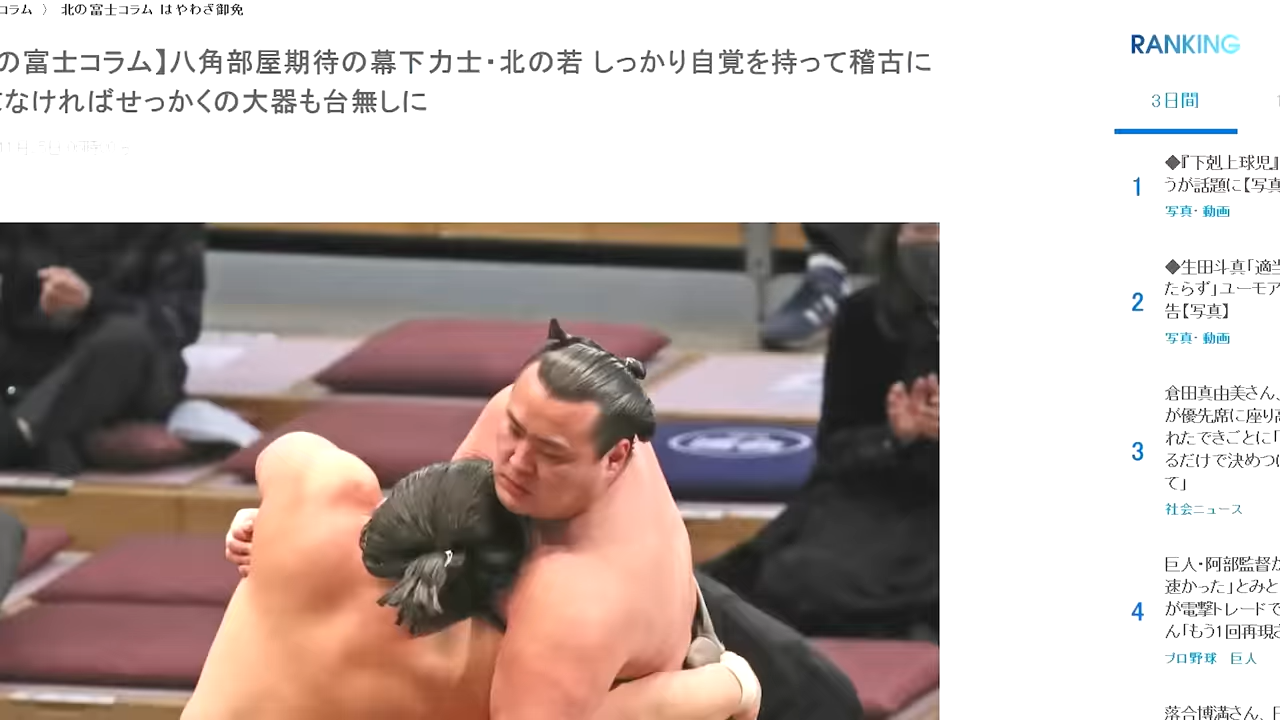 コラム 〉 北の富士コラム はやわざ御免
の富士コラム】八角部屋期待の幕下力士・北の若 しっかり自覚を持って稽古に
なければせっかくの大器も台無しに
RANKING
3日間
1
◆『下剋上球児』
うが話題に【写真
写真・動画
2
◆生田斗真「適当
たらず」ユーモア
告【写真】
写真・動画
3
倉田真由美さん、
が優先席に座り
れたできごとに「
るだけで決めつけ
て」
社会ニュース
4
巨人・阿部監督が
速かった」とみと
が電撃トレードで
ん「もう1回再現
プロ野球 巨人
落合博満さん、